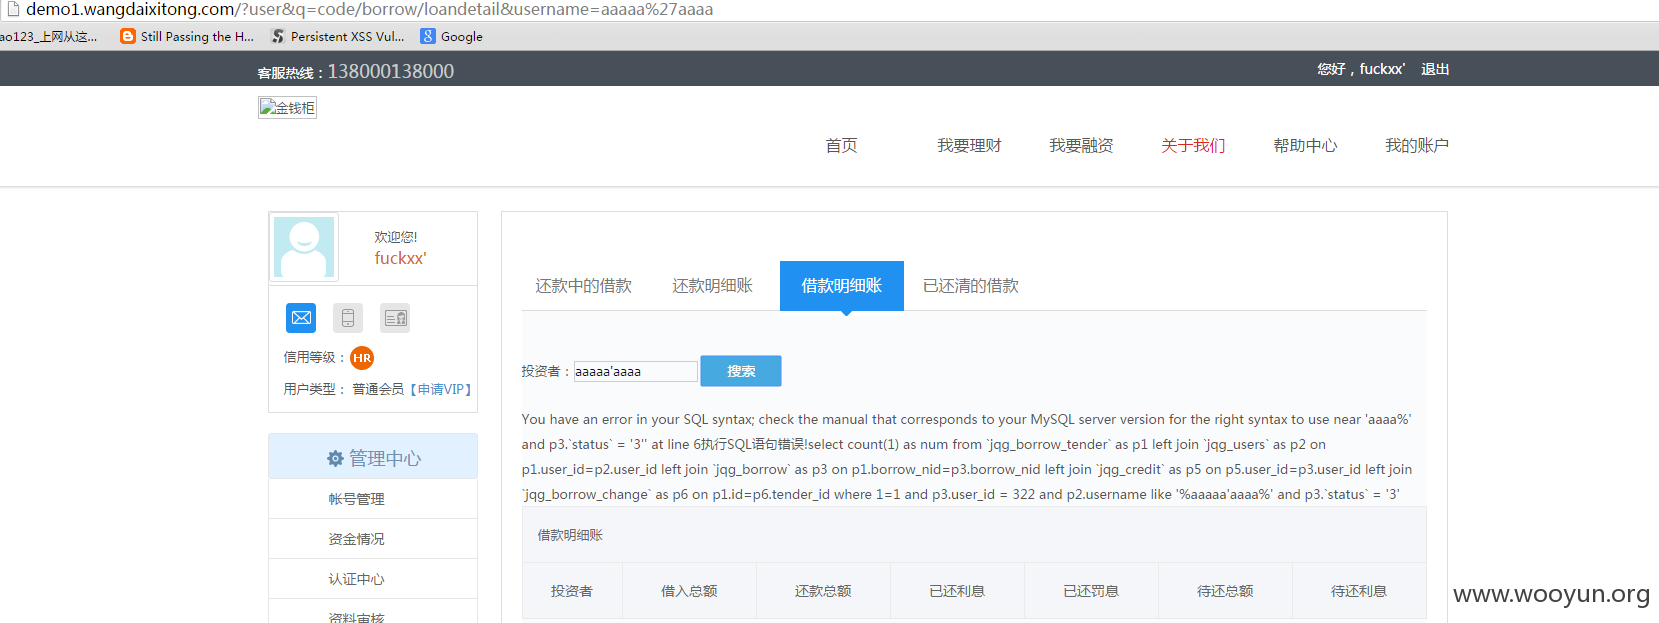 demo1.wangdaixitong.com/?user&q=code/borrow/loandetail&username=aaaaa%27aaaa
ao123_上网从这... Still Passing the H... Persistent XSS Vul... Google
客服热线：138000138000 您好，fuckxx' 退出
金钱柜
首页 我要理财 我要融资 关于我们 帮助中心 我的账户
欢迎您!
fuckxx'
信用等级： HR
用户类型： 普通会员【申请VIP】
管理中心
帐号管理
资金情况
认证中心
资料审核
还款中的借款 还款明细账 借款明细账 已还清的借款
投资者：aaaaa'aaaa 搜索
You have an error in your SQL syntax; check the manual that corresponds to your MySQL server version for the right syntax to use near 'aaaa%'
and p3.`status` = '3'' at line 6执行SQL语句错误!select count(1) as num from `jqg_borrow_tender` as p1 left join `jqg_users` as p2 on
p1.user_id=p2.user_id left join `jqg_borrow` as p3 on p1.borrow_nid=p3.borrow_nid left join `jqg_credit` as p5 on p5.user_id=p3.user_id left join
`jqg_borrow_change` as p6 on p1.id=p6.tender_id where 1=1 and p3.user_id = 322 and p2.username like '%aaaaa'aaaa%' and p3.`status` = '3'
借款明细账
投资者 借入总额 还款总额 已还利息 已还罚息 待还总额 待还利息
www.wooyun.org